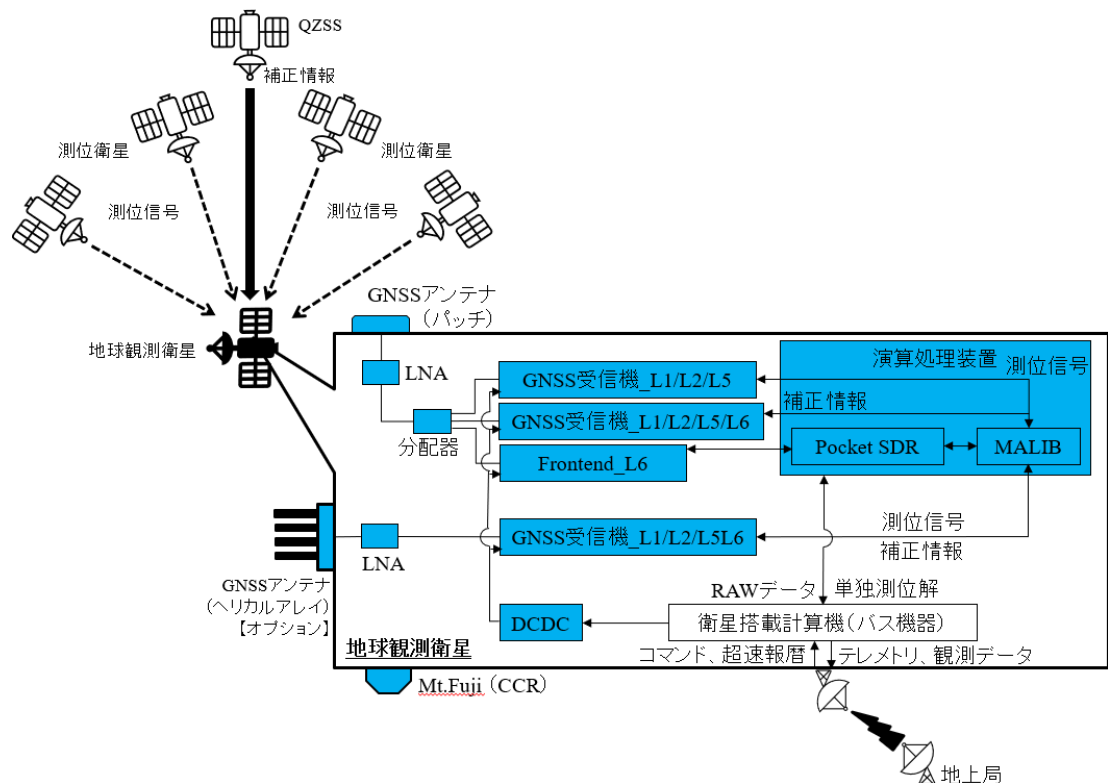 QZSS
補正情報
測位衛星
測位衛星
測位信号
測位信号
地球観測衛星
GNSSアンテナ
（パッチ）
LNA
分配器
GNSS受信機_L1/L2/L5
GNSS受信機_L1/L2/L5/L6
Frontend_L6
演算処理装置
測位信号
補正情報
Pocket SDR
MALIB
GNSS受信機_L1/L2/L5L6
測位信号
補正情報
LNA
GNSSアンテナ
（ヘリカルアレイ）
【オプション】
RAWデータ
単独測位解
DCDC
衛星搭載計算機（バス機器）
地球観測衛星
コマンド、超速報暦
テレメトリ、観測データ
Mt.Fuji（CCR）
地上局